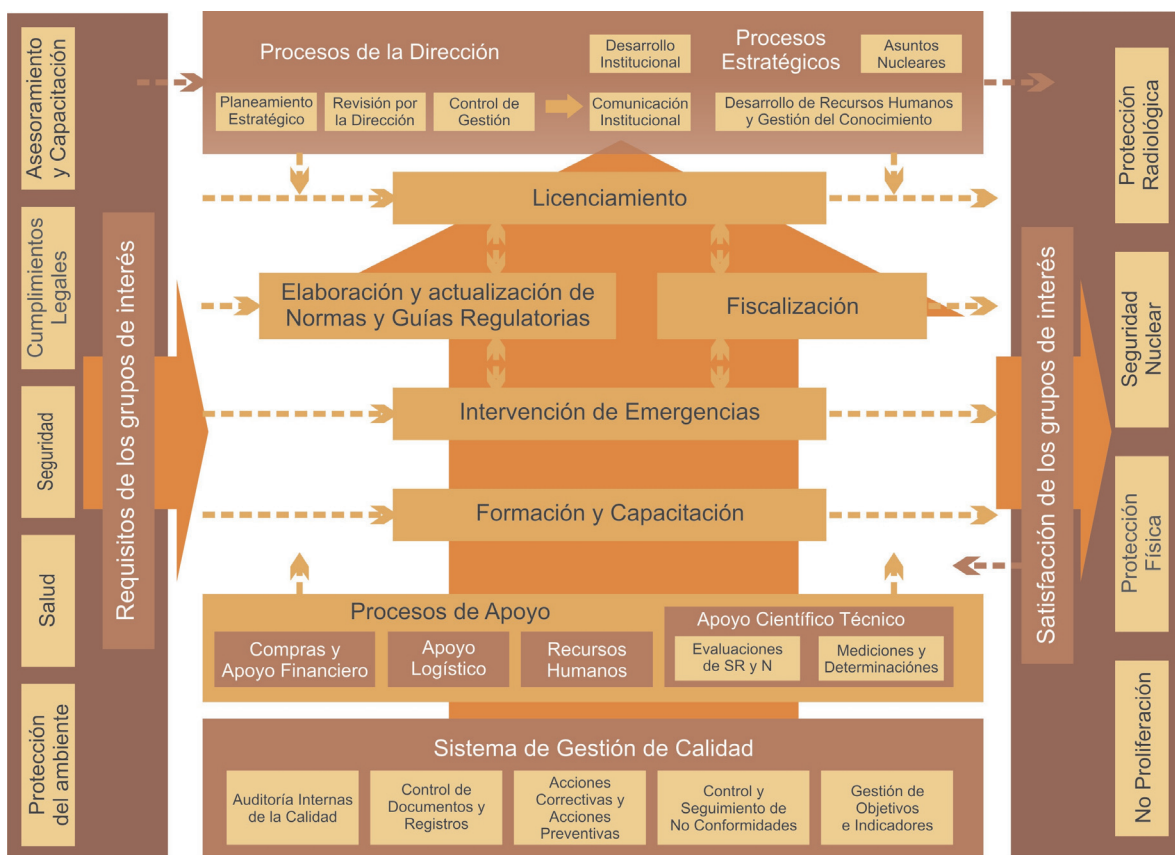 Asesoramiento
y Capacitación
Cumplimientos
Legales
Seguridad
Salud
Protección
del ambiente
Requisitos de los grupos de interés
Procesos de la Dirección
Planeamiento
Estratégico
Revisión por
la Dirección
Control de
Gestión
Desarrollo
Institucional
Comunicación
Institucional
Procesos
Estratégicos
Asuntos
Nucleares
Desarrollo de Recursos Humanos
y Gestión del Conocimiento
Licenciamiento
Elaboración y actualización de
Normas y Guías Regulatorias
Fiscalización
Intervención de Emergencias
Formación y Capacitación
Procesos de Apoyo
Compras y
Apoyo Financiero
Apoyo
Logístico
Recursos
Humanos
Apoyo Científico Técnico
Evaluaciones
de SR y N
Mediciones y
Determinaciónes
Sistema de Gestión de Calidad
Auditoría Internas
de la Calidad
Control de
Documentos y
Registros
Acciones
Correctivas y
Acciones
Preventivas
Control y
Seguimiento de
No Conformidades
Gestión de
Objetivos
e Indicadores
Satisfacción de los grupos de interés
Protección
Radiológica
Seguridad
Nuclear
Protección
Física
No Proliferación